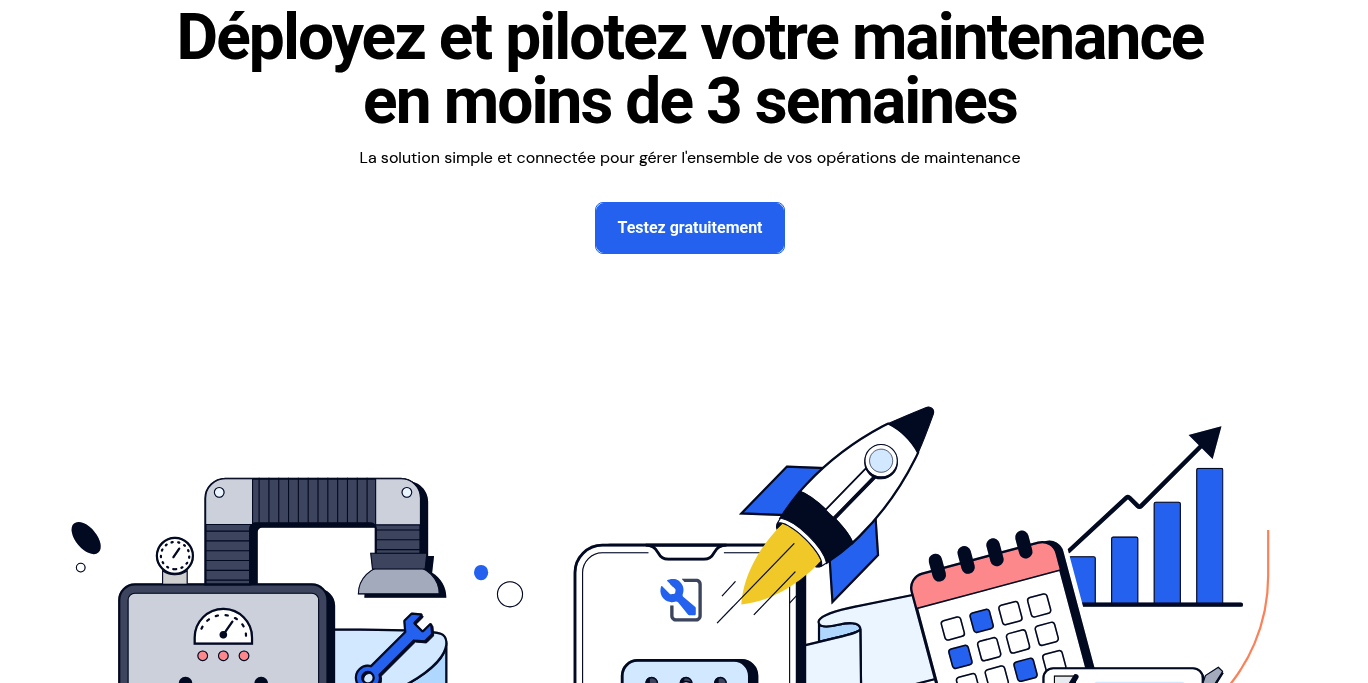 Déployez et pilotez votre maintenance
en moins de 3 semaines
La solution simple et connectée pour gérer l'ensemble de vos opérations de maintenance
Testez gratuitement